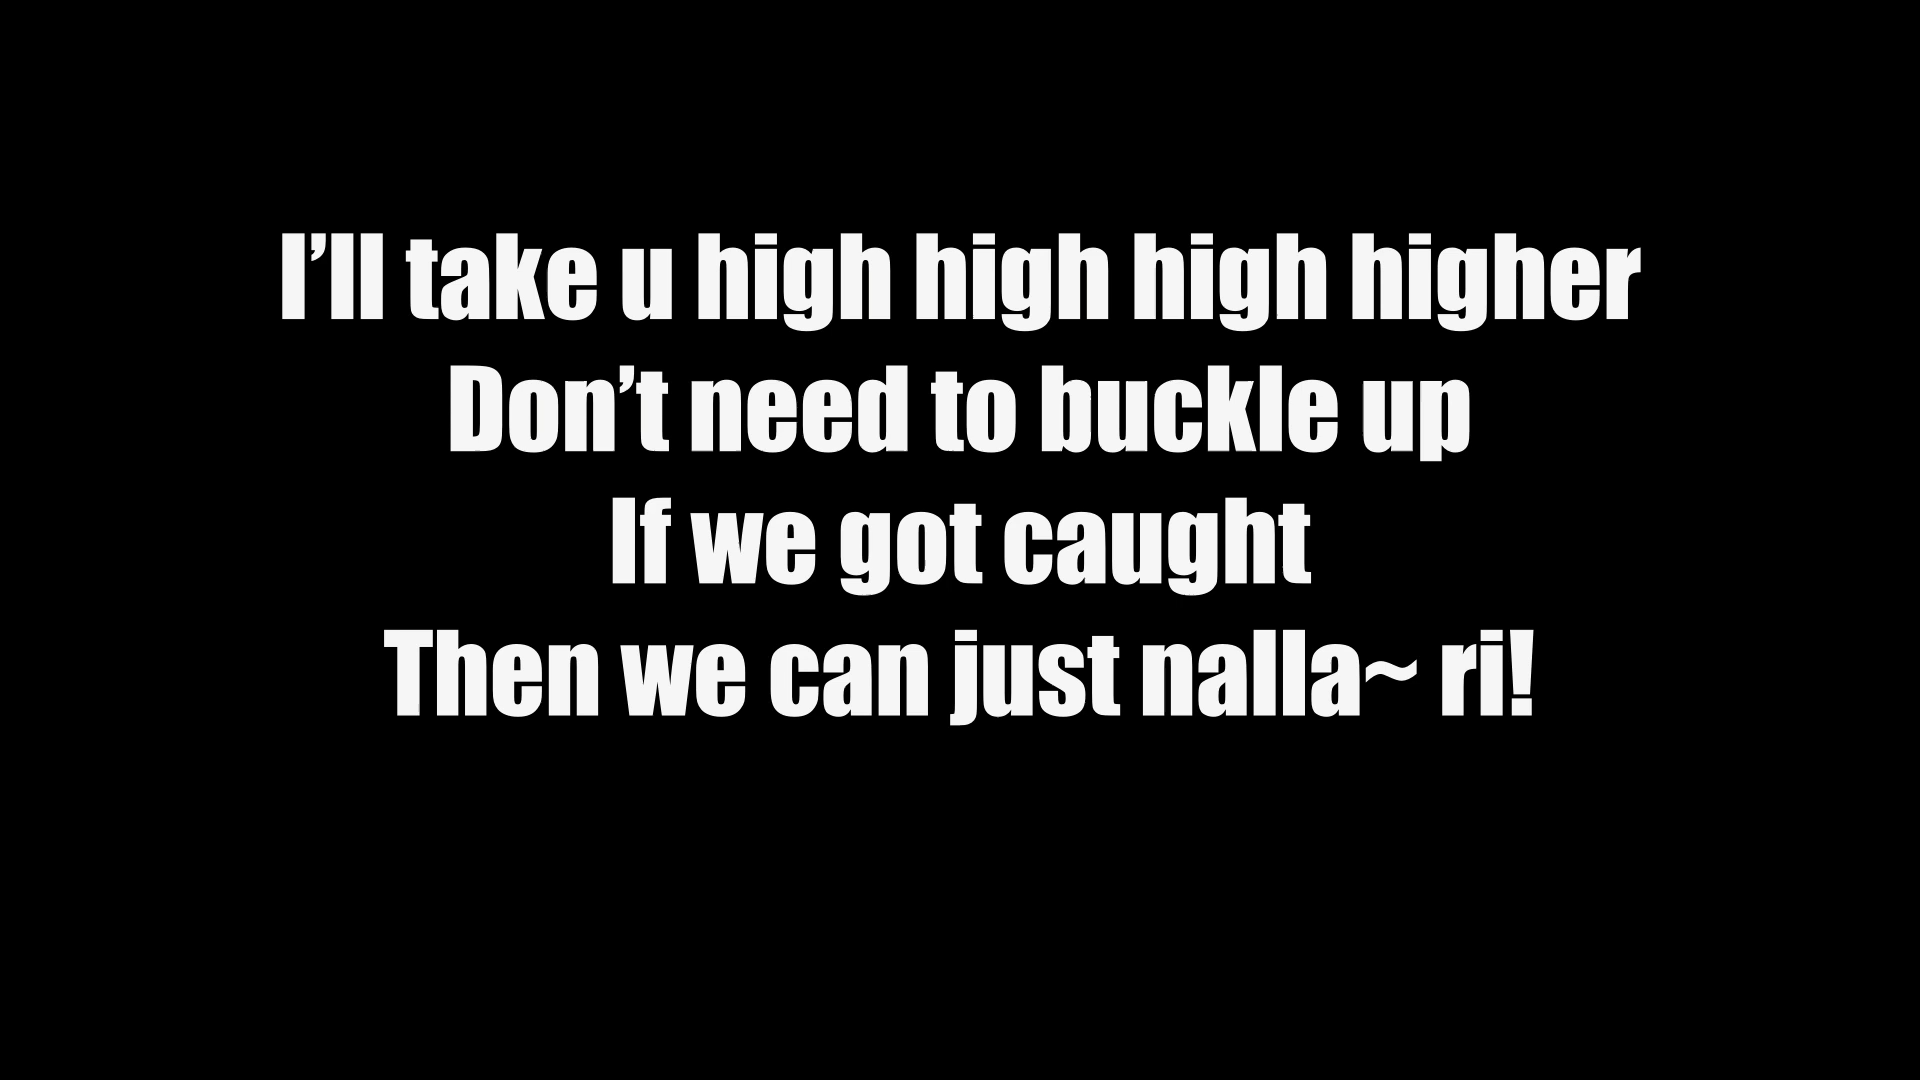 I’ll take u high high high higher
Don’t need to buckle up
If we got caught
Then we can just nalla~ ri!